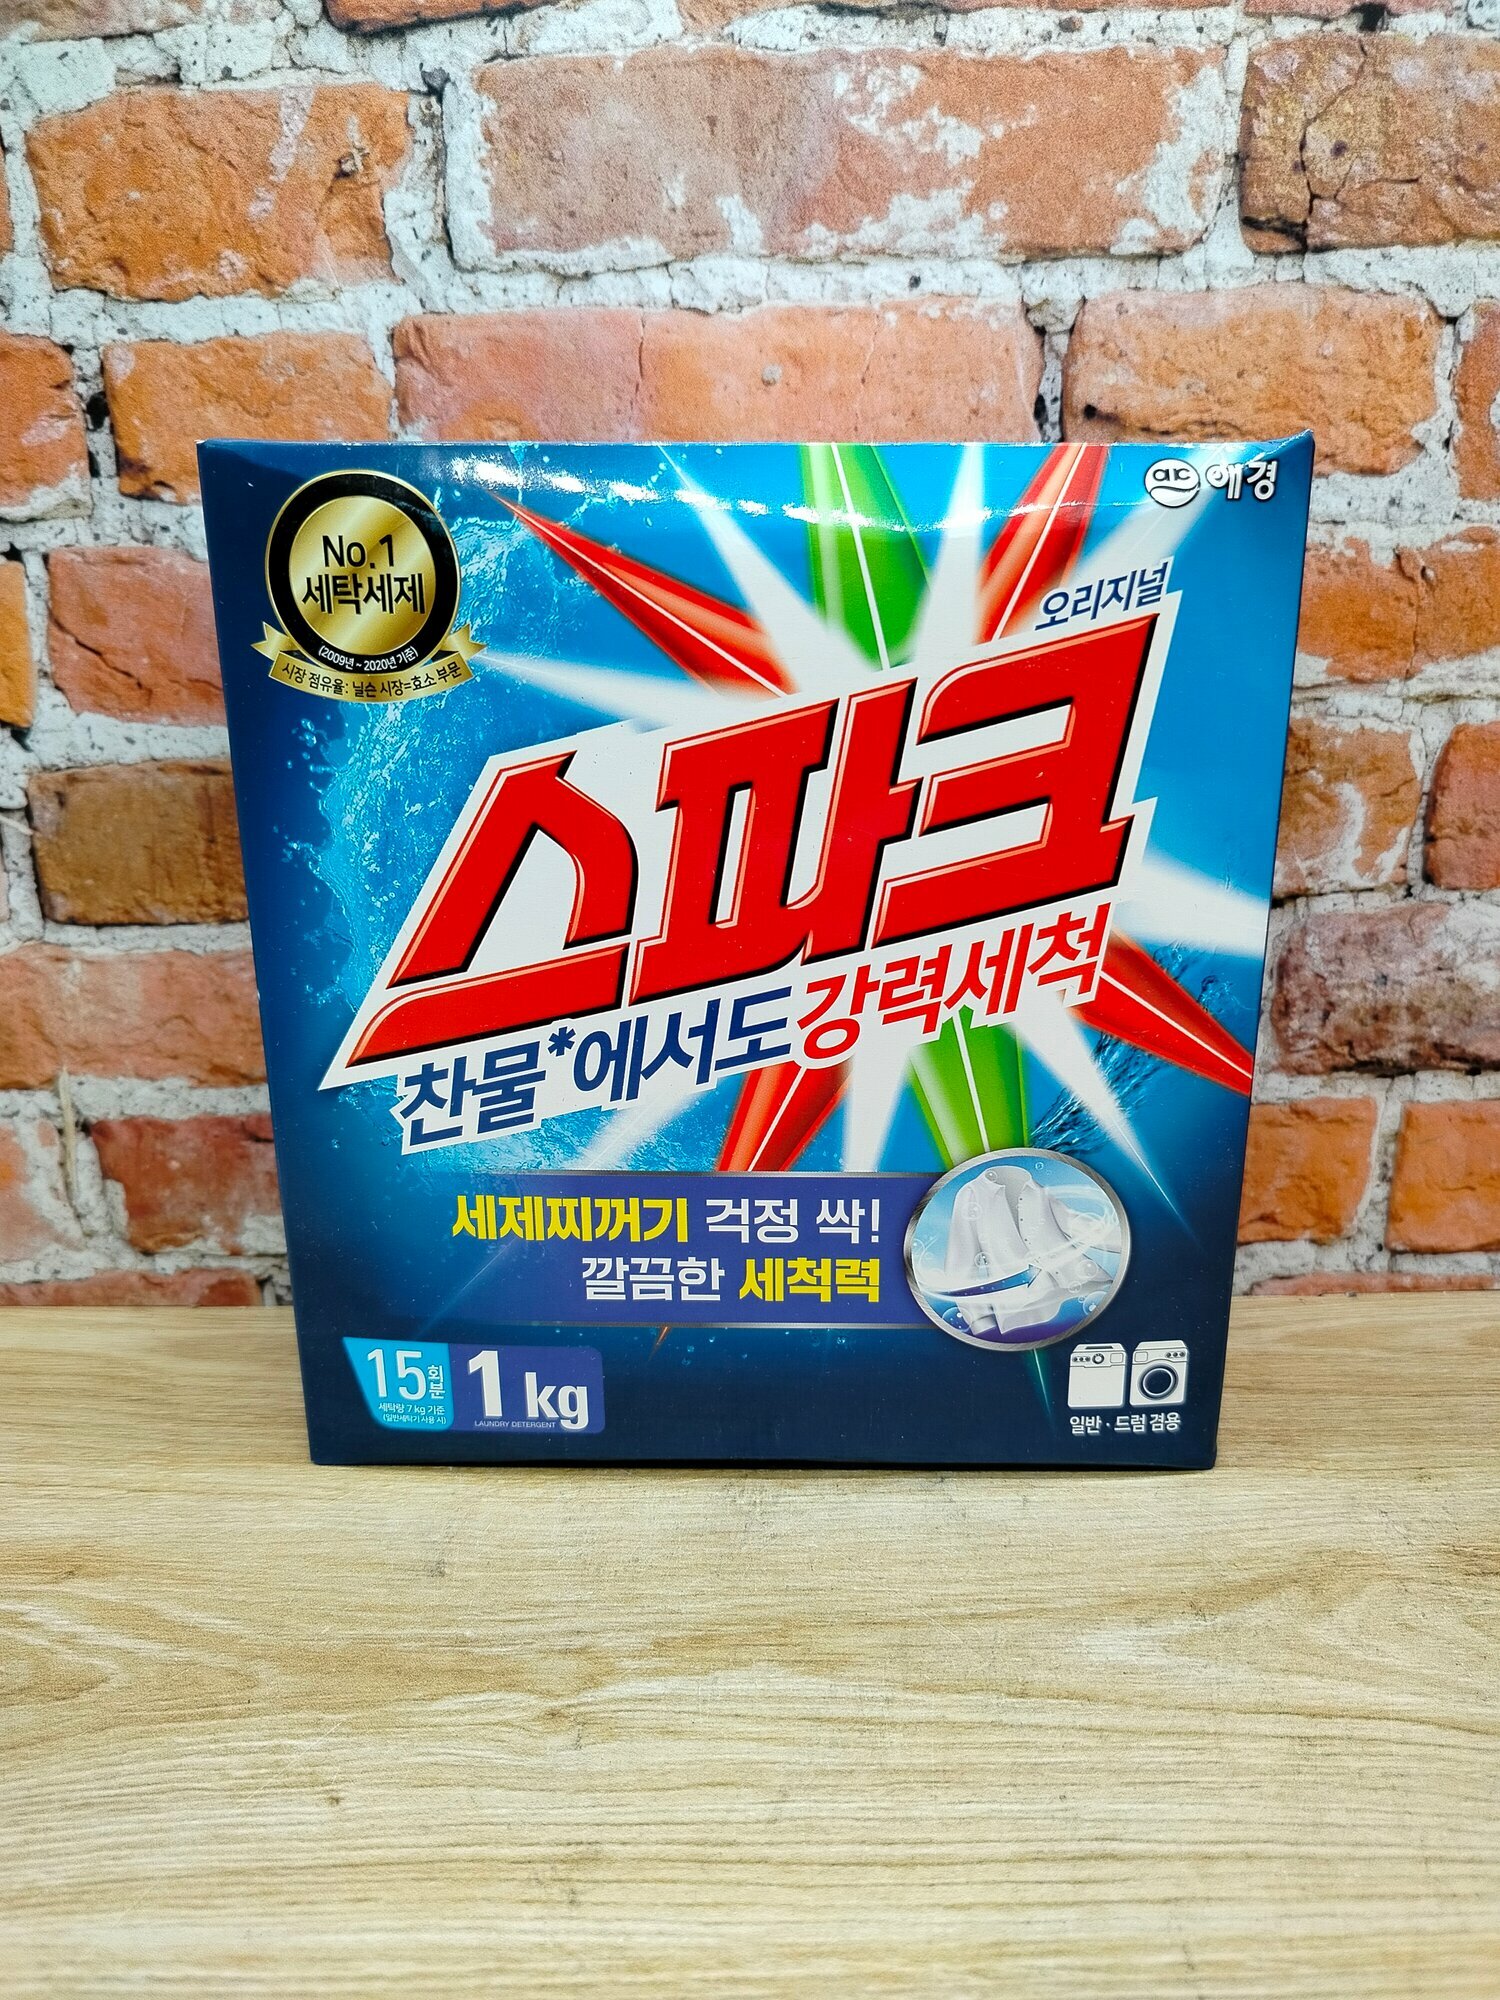 No.1
세탁세제
(2009년~2020년 기준)
시장 점유율: 닐슨 시장=효소 부문
애경
오리지널
스파크
찬물*에서도강력세척
세제찌꺼기 걱정 싹!
깔끔한 세척력
15회분
세탁량 7kg 기준
(일반세탁기 사용 시)
1kg
LAUNDRY DETERGENT
일반·드럼 겸용